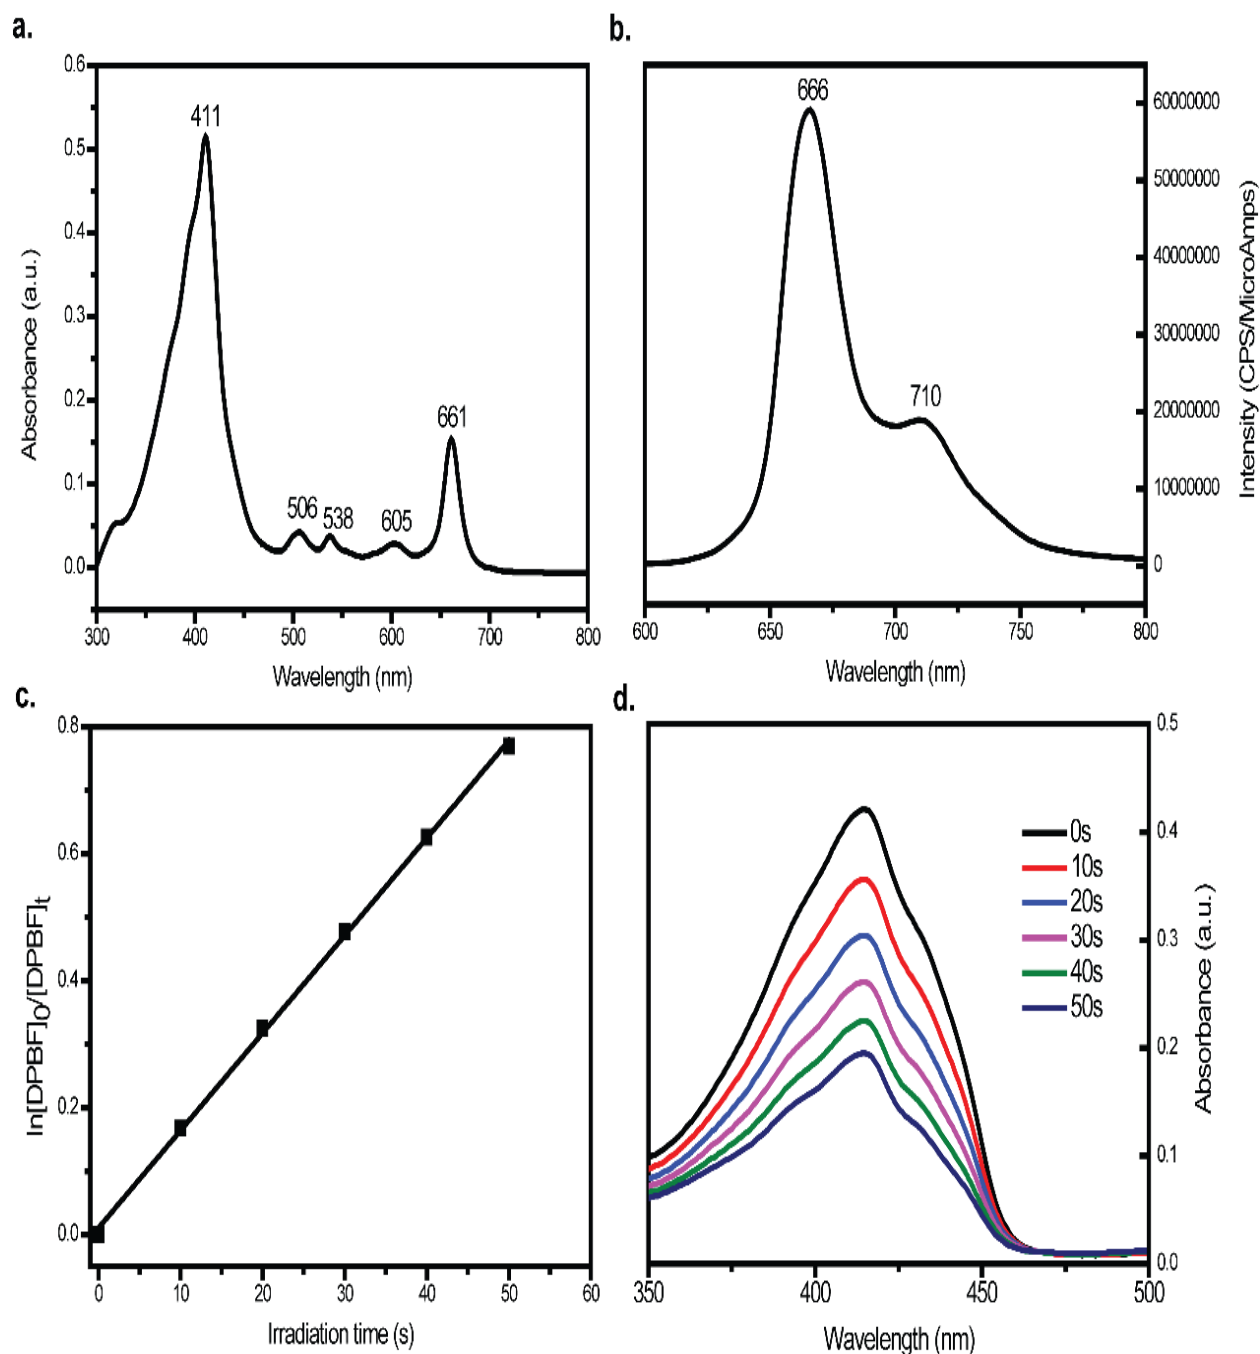 a.
0.6
0.5
0.4
0.3
0.2
0.1
0.0
Absorbance (a.u.)
411
506
538
605
661
300 400 500 600 700 800
Wavelength (nm)
b.
666
710
60000000
50000000
40000000
30000000
20000000
10000000
0
Intensity (CPS/MicroAmps)
600 650 700 750 800
Wavelength (nm)
c.
0.8
0.6
0.4
0.2
0.0
ln[DPBF]0/[DPBF]t
0 10 20 30 40 50 60
Irradiation time (s)
d.
0s
10s
20s
30s
40s
50s
0.5
0.4
0.3
0.2
0.1
0.0
Absorbance (a.u.)
350 400 450 500
Wavelength (nm)